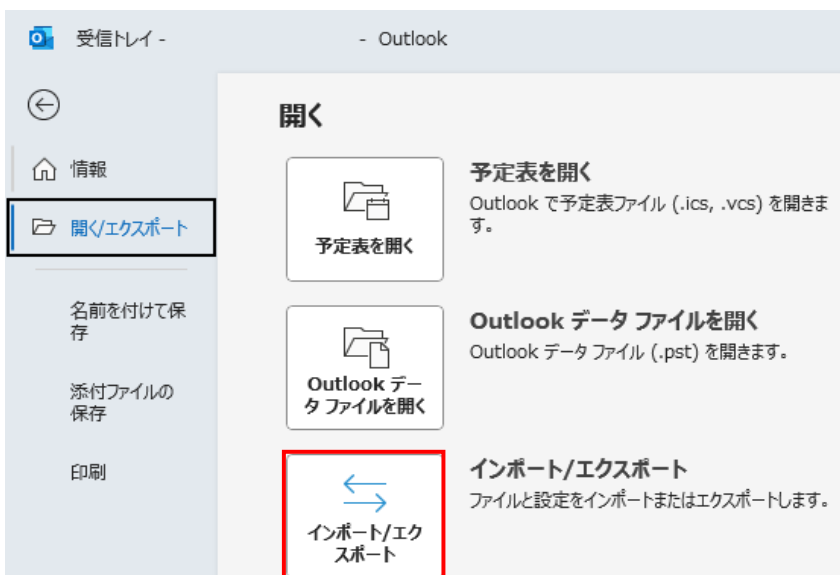 受信トレイ -  - Outlook
開く
情報
開く/エクスポート
名前を付けて保
存
添付ファイルの
保存
印刷
予定表を開く
予定表を開く
Outlook で予定表ファイル (.ics, .vcs) を開きま
す。
Outlook デー
タ ファイルを開く
Outlook データ ファイルを開く
Outlook データ ファイル (.pst) を開きます。
インポート/エク
スポート
インポート/エクスポート
ファイルと設定をインポートまたはエクスポートします。